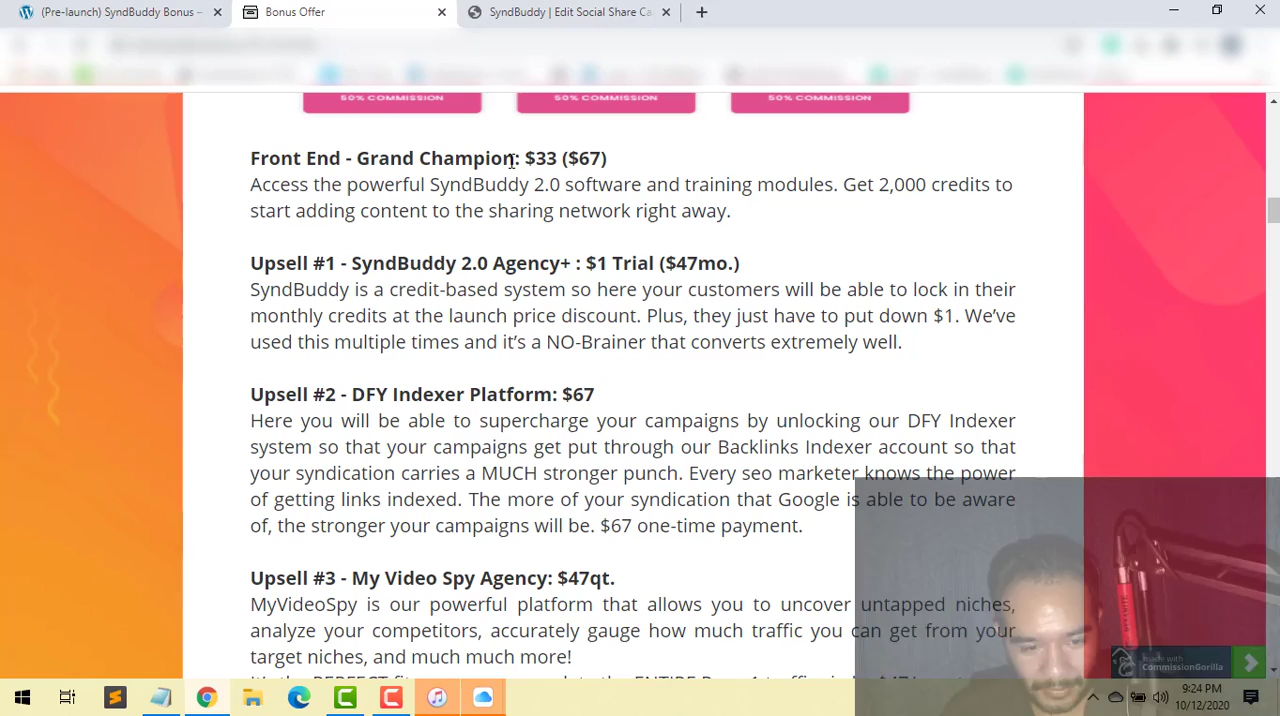 (Pre-launch) SyndBuddy Bonus -
Bonus Offer
SyndBuddy | Edit Social Share Ca
50% COMMISSION
50% COMMISSION
50% COMMISSION
Front End - Grand Champion: $33 ($67)
Access the powerful SyndBuddy 2.0 software and training modules. Get 2,000 credits to
start adding content to the sharing network right away.
Upsell #1 - SyndBuddy 2.0 Agency+ : $1 Trial ($47mo.)
SyndBuddy is a credit-based system so here your customers will be able to lock in their
monthly credits at the launch price discount. Plus, they just have to put down $1. We’ve
used this multiple times and it’s a NO-Brainer that converts extremely well.
Upsell #2 - DFY Indexer Platform: $67
Here you will be able to supercharge your campaigns by unlocking our DFY Indexer
system so that your campaigns get put through our Backlinks Indexer account so that
your syndication carries a MUCH stronger punch. Every seo marketer knows the power
of getting links indexed. The more of your syndication that Google is able to be aware
of, the stronger your campaigns will be. $67 one-time payment.
Upsell #3 - My Video Spy Agency: $47qt.
MyVideoSpy is our powerful platform that allows you to uncover untapped niches,
analyze your competitors, accurately gauge how much traffic you can get from your
target niches, and much much more!
made with
CommissionGorilla
9:24 PM
10/12/2020